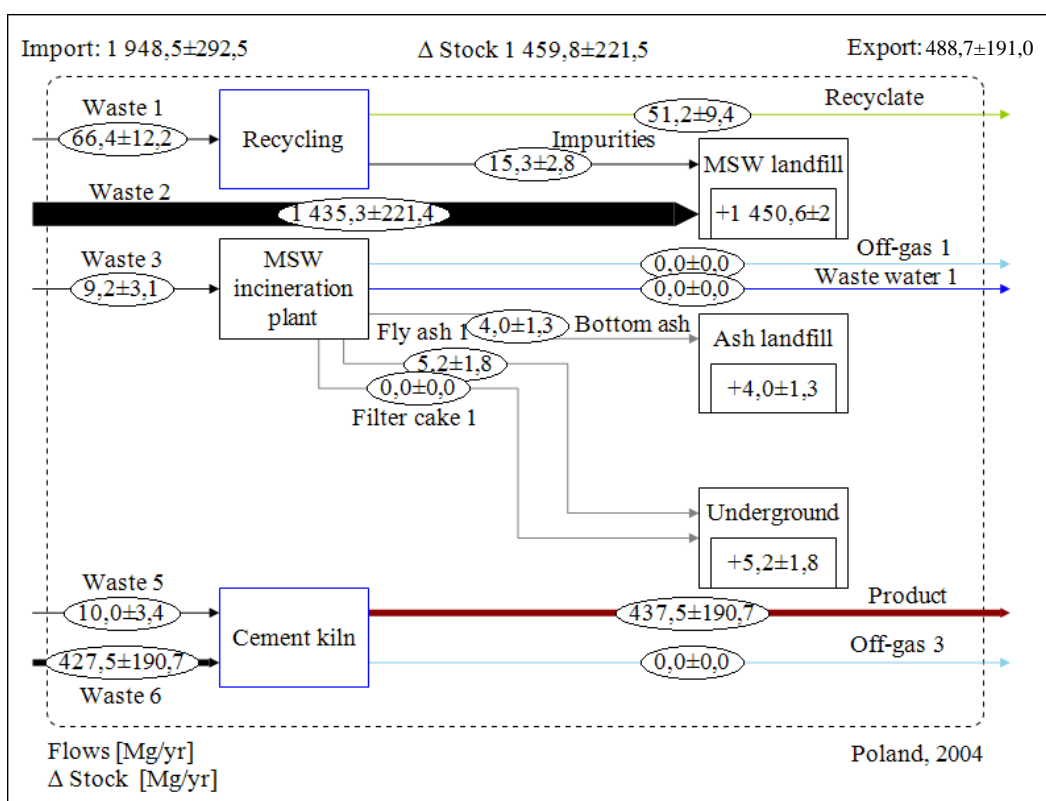 Import: 1 948,5±292,5
Δ Stock 1 459,8±221,5
Export: 488,7±191,0
Waste 1
66,4±12,2
Recycling
51,2±9,4
Recyclate
Impurities
15,3±2,8
MSW landfill
+1 450,6±2
Waste 2
1 435,3±221,4
Waste 3
9,2±3,1
MSW
incineration
plant
0,0±0,0
Off-gas 1
0,0±0,0
Waste water 1
Fly ash 1
4,0±1,3
Bottom ash
Ash landfill
+4,0±1,3
5,2±1,8
0,0±0,0
Filter cake 1
Underground
+5,2±1,8
Waste 5
10,0±3,4
Cement kiln
437,5±190,7
Product
427,5±190,7
Waste 6
0,0±0,0
Off-gas 3
Flows [Mg/yr]
Δ Stock [Mg/yr]
Poland, 2004